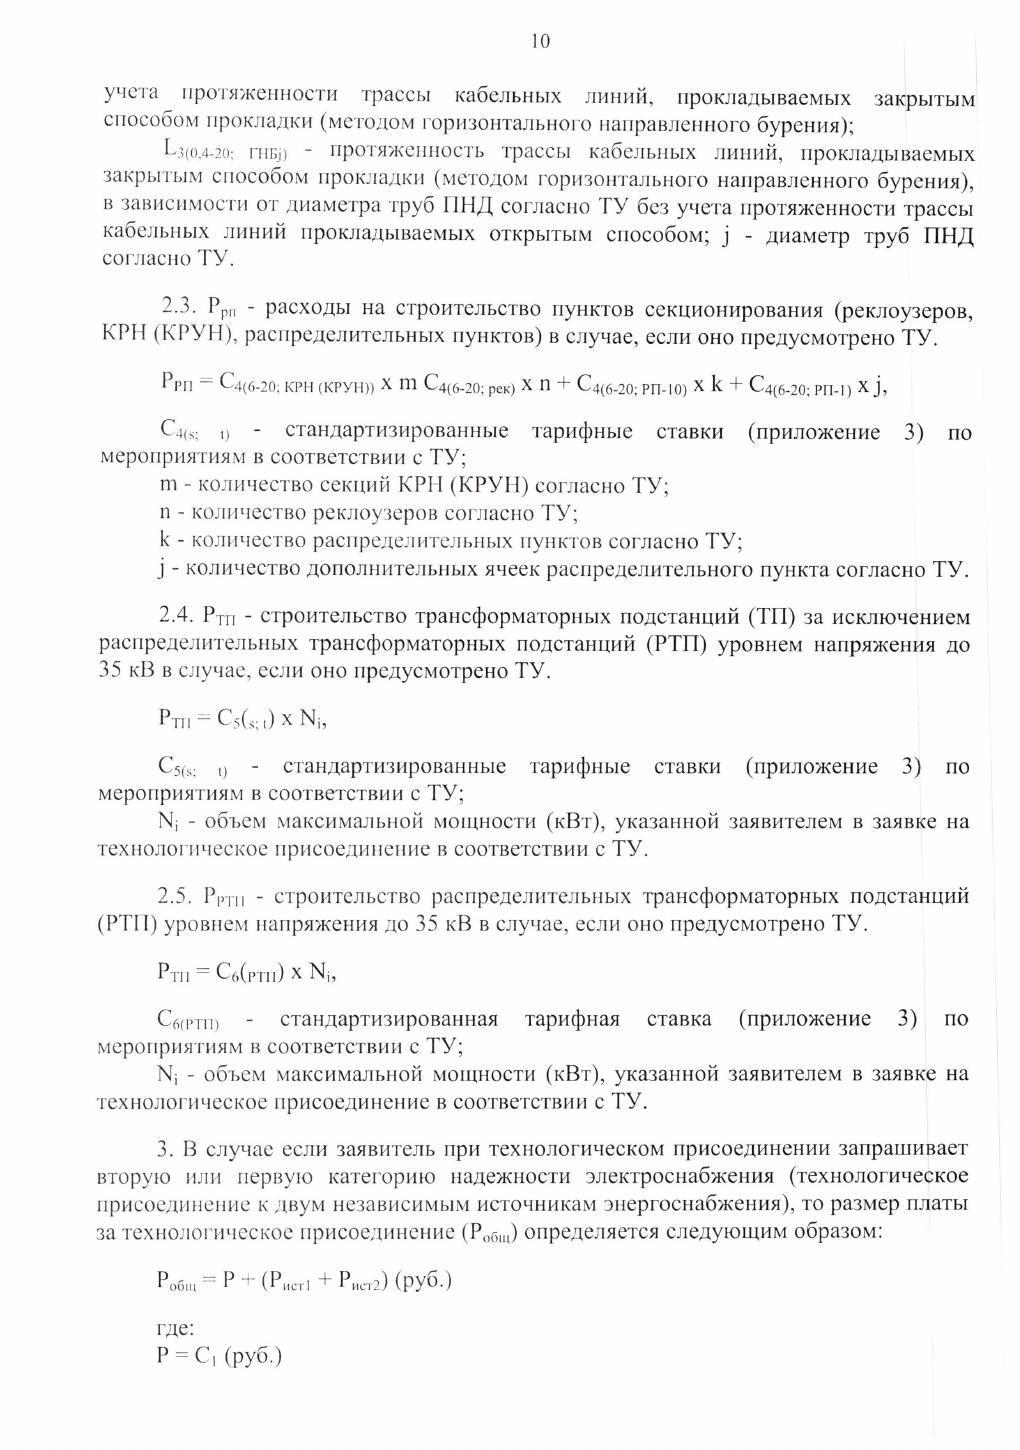 10
учета протяженности трассы кабельных линий, прокладываемых закрытым
способом прокладки (методом горизонтального направленного бурения);
L3(0,4-20; ГНБj) - протяженность трассы кабельных линий, прокладываемых
закрытым способом прокладки (методом горизонтального направленного бурения),
в зависимости от диаметра труб ПНД согласно ТУ без учета протяженности трассы
кабельных линий прокладываемых открытым способом; j - диаметр труб ПНД
согласно ТУ.
2.3. Ррп - расходы на строительство пунктов секционирования (реклоузеров,
КРН (КРУН), распределительных пунктов) в случае, если оно предусмотрено ТУ.
РРП = С4(6-20; КРН (КРУН)) х m С4(6-20; рек) х n + С4(6-20; РП-10) х k + С4(6-20; РП-1) х j,
С4(s; t) - стандартизированные тарифные ставки (приложение 3) по
мероприятиям в соответствии с ТУ;
m - количество секций КРН (КРУН) согласно ТУ;
n - количество реклоузеров согласно ТУ;
k - количество распределительных пунктов согласно ТУ;
j - количество дополнительных ячеек распределительного пункта согласно ТУ.
2.4. РТП - строительство трансформаторных подстанций (ТП) за исключением
распределительных трансформаторных подстанций (РТП) уровнем напряжения до
35 кВ в случае, если оно предусмотрено ТУ.
РТП = С5(s; t) х Ni,
С5(s; t) - стандартизированные тарифные ставки (приложение 3) по
мероприятиям в соответствии с ТУ;
Ni - объем максимальной мощности (кВт), указанной заявителем в заявке на
технологическое присоединение в соответствии с ТУ.
2.5. РРТП - строительство распределительных трансформаторных подстанций
(РТП) уровнем напряжения до 35 кВ в случае, если оно предусмотрено ТУ.
РТП = С6(РТП) х Ni,
С6(РТП) - стандартизированная тарифная ставка (приложение 3) по
мероприятиям в соответствии с ТУ;
Ni - объем максимальной мощности (кВт), указанной заявителем в заявке на
технологическое присоединение в соответствии с ТУ.
3. В случае если заявитель при технологическом присоединении запрашивает
вторую или первую категорию надежности электроснабжения (технологическое
присоединение к двум независимым источникам энергоснабжения), то размер платы
за технологическое присоединение (Робщ) определяется следующим образом:
Робщ = Р + (Рист1 + Рист2) (руб.)
где:
Р = С1 (руб.)